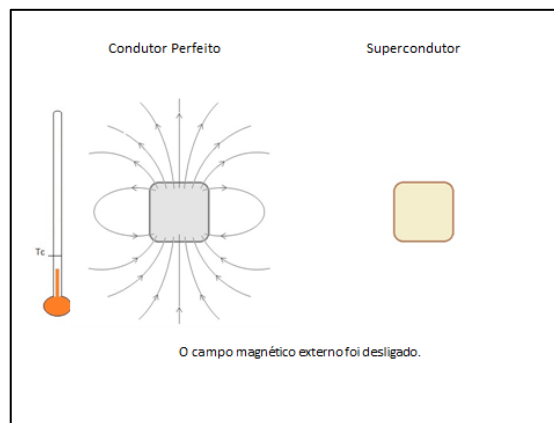 Condutor Perfeito
Supercondutor
Tc
O campo magnético externo foi desligado.